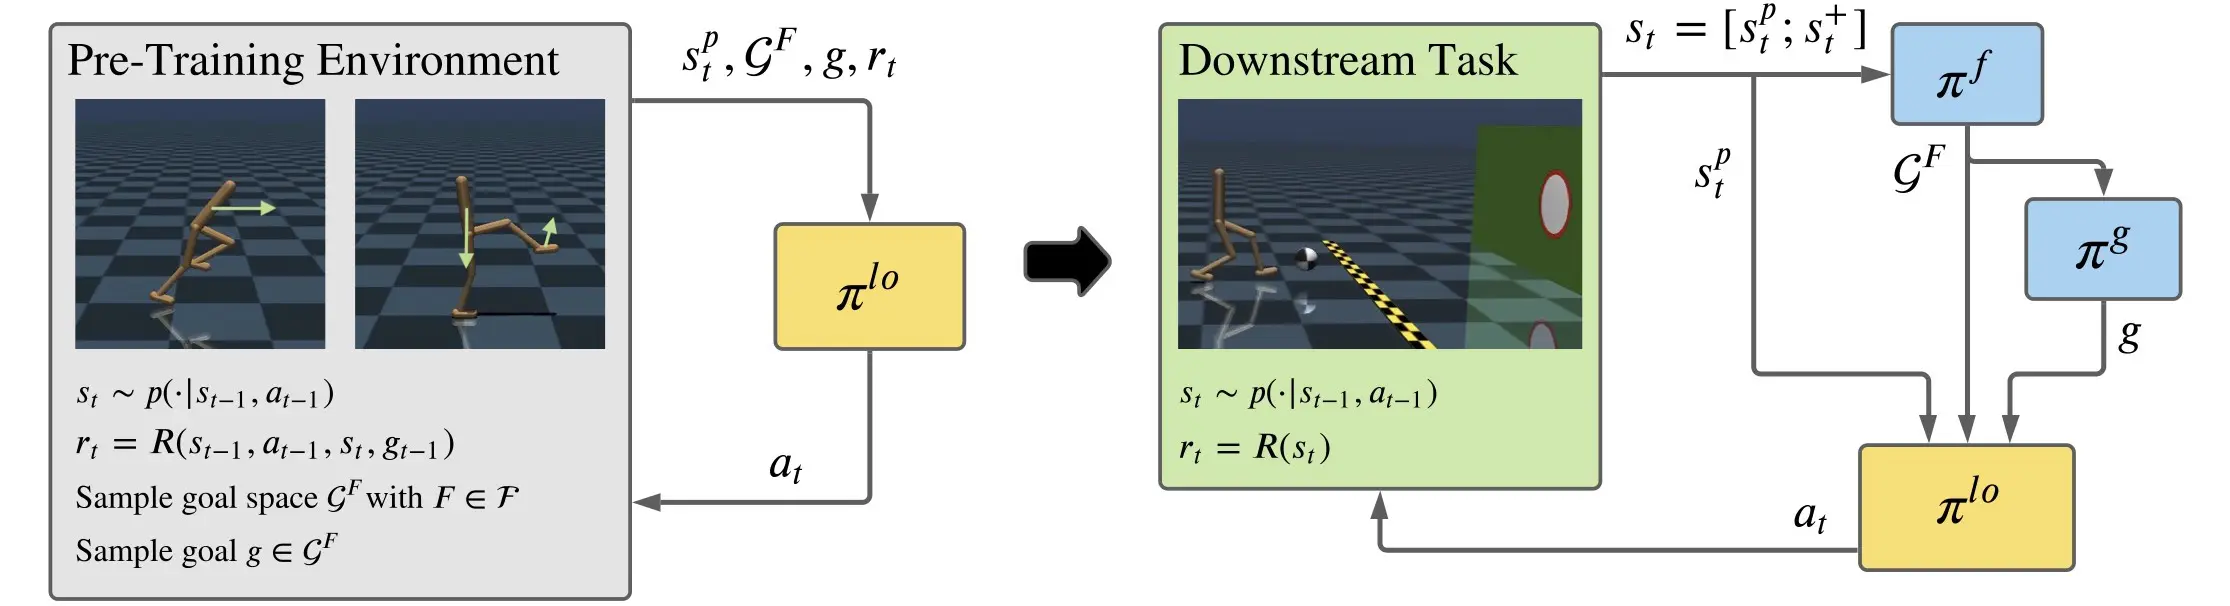 Pre-Training Environment
$s_t \sim p(\cdot|s_{t-1}, a_{t-1})$
$r_t = R(s_{t-1}, a_{t-1}, s_t, g_{t-1})$
Sample goal space $\mathcal{G}^F$ with $F \in \mathcal{F}$
Sample goal $g \in \mathcal{G}^F$
$s_t^p, \mathcal{G}^F, g, r_t$
$\pi^{lo}$
$a_t$
Downstream Task
$s_t \sim p(\cdot|s_{t-1}, a_{t-1})$
$r_t = R(s_t)$
$s_t = [s_t^p; s_t^+]$
$\pi^f$
$s_t^p$
$\mathcal{G}^F$
$\pi^g$
$g$
$\pi^{lo}$
$a_t$